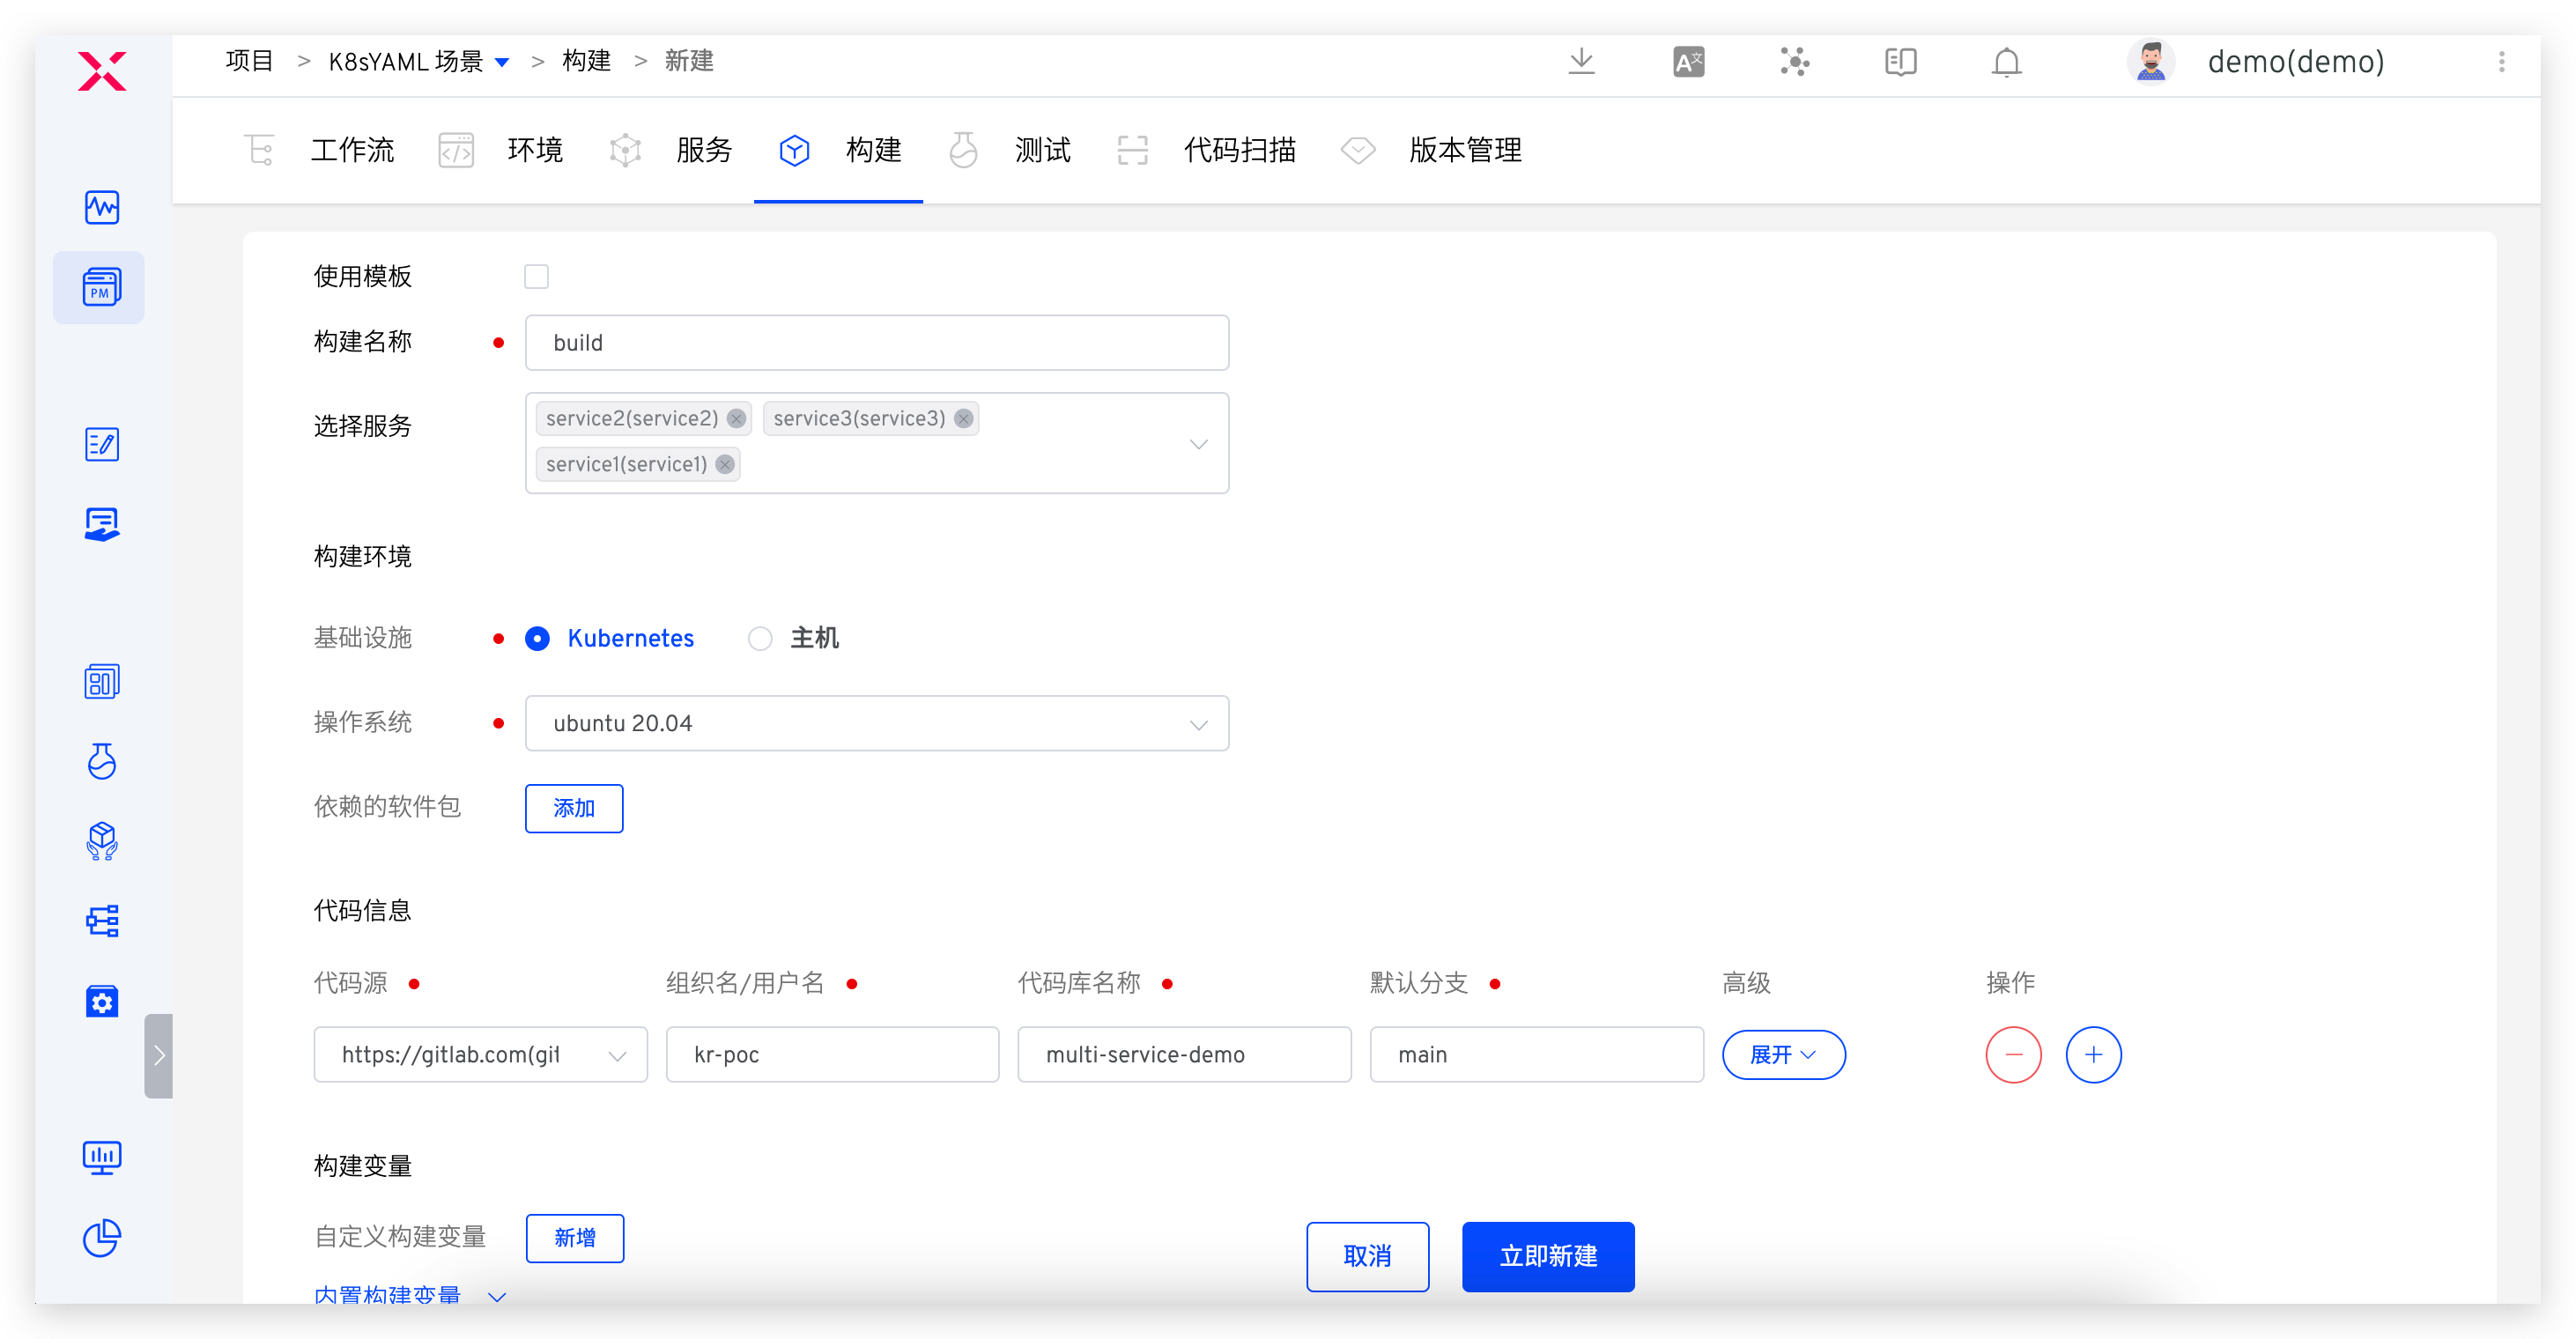 项目 > K8sYAML 场景 > 构建 > 新建
demo(demo)
工作流 环境 服务 构建 测试 代码扫描 版本管理
PM
使用模板
构建名称 build
选择服务 service2(service2) service3(service3)
service1(service1)
构建环境
基础设施 Kubernetes 主机
操作系统 ubuntu 20.04
依赖的软件包 添加
代码信息
代码源 组织名/用户名 代码库名称 默认分支 高级 操作
https://gitlab.com(git kr-poc multi-service-demo main 展开
构建变量
自定义构建变量 新增
取消 立即新建
内置构建变量